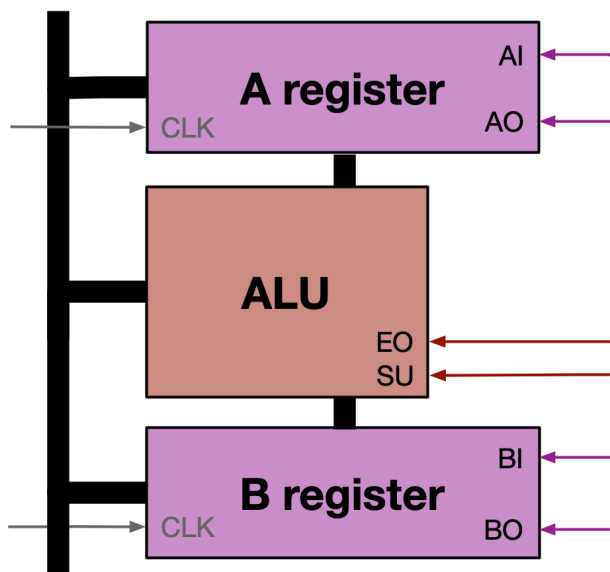 AI
A register
AO
CLK
ALU
EO
SU
BI
B register
CLK
BO